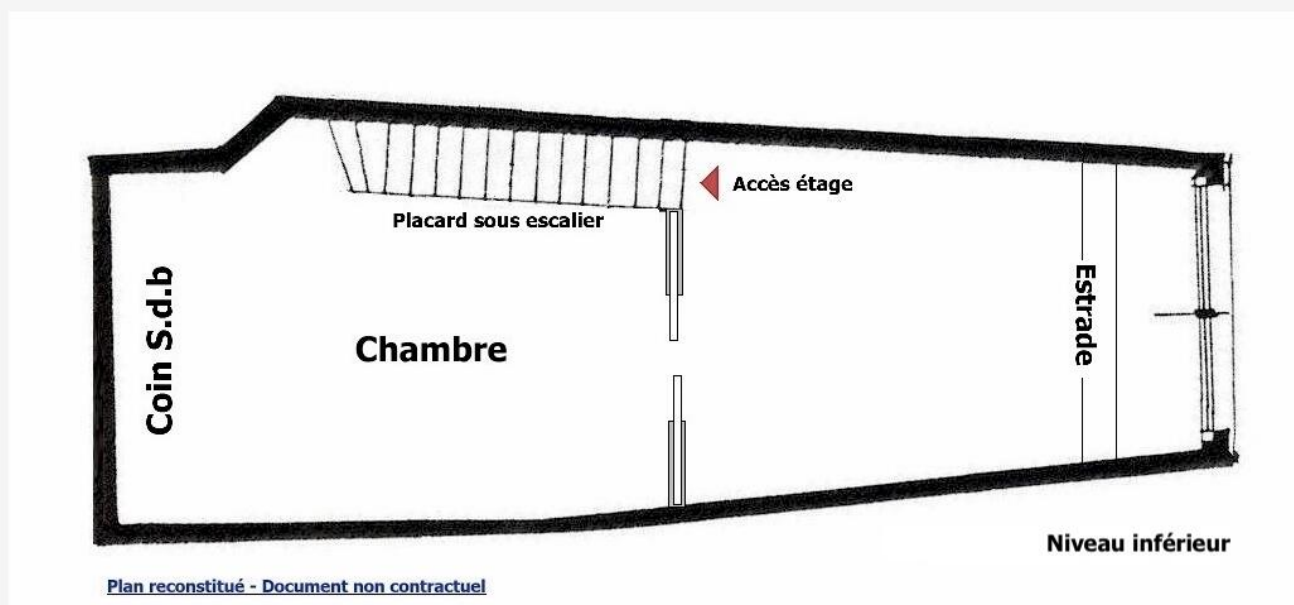 Accès étage
Placard sous escalier
Coin S.d.b
Chambre
Estrade
Niveau inférieur
Plan reconstitué - Document non contractuel